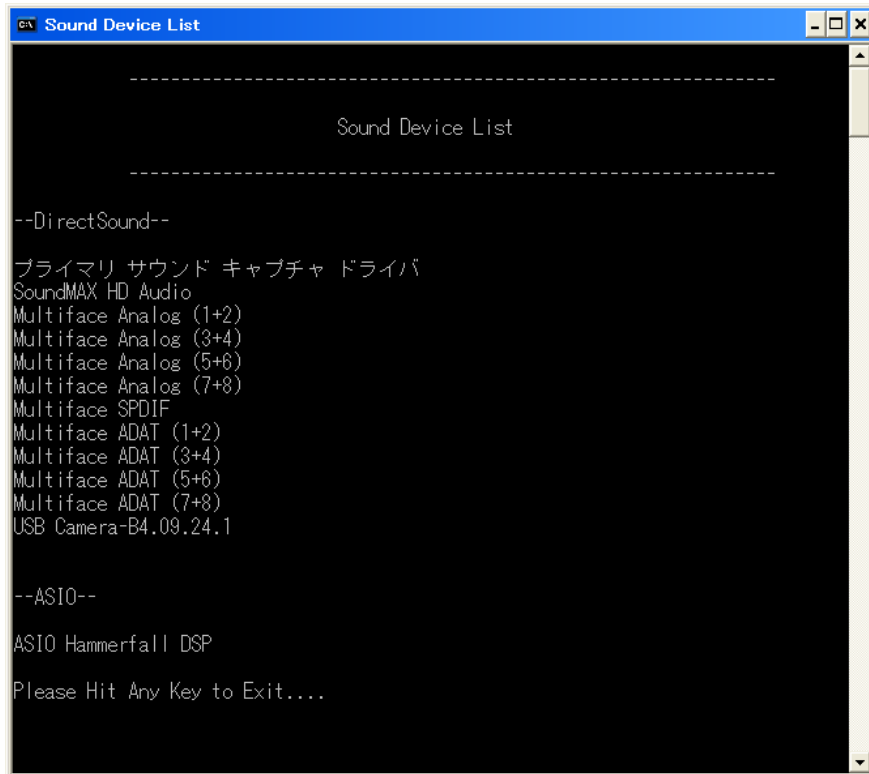 Sound Device List
------------------------------------------------------------
Sound Device List
------------------------------------------------------------
--DirectSound--
プライマリ サウンド キャプチャ ドライバ
SoundMAX HD Audio
Multiface Analog (1+2)
Multiface Analog (3+4)
Multiface Analog (5+6)
Multiface Analog (7+8)
Multiface SPDIF
Multiface ADAT (1+2)
Multiface ADAT (3+4)
Multiface ADAT (5+6)
Multiface ADAT (7+8)
USB Camera-B4.09.24.1
--ASIO--
ASIO Hammerfall DSP
Please Hit Any Key to Exit....